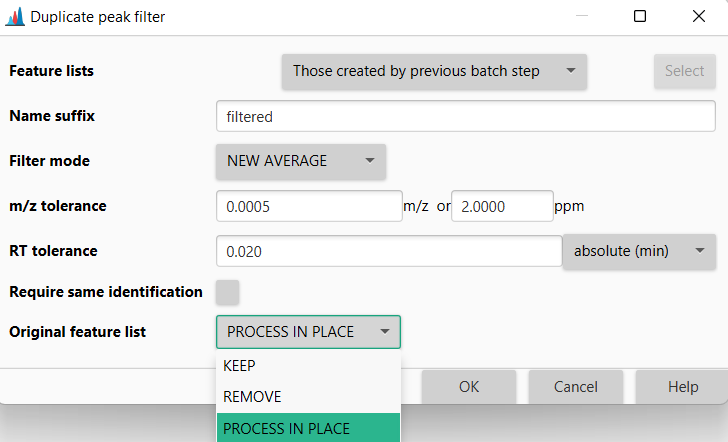 Duplicate peak filter
Feature lists Those created by previous batch step Select
Name suffix filtered
Filter mode NEW AVERAGE
m/z tolerance 0.0005 m/z or 2.0000 ppm
RT tolerance 0.020 absolute (min)
Require same identification
Original feature list PROCESS IN PLACE
KEEP
REMOVE
PROCESS IN PLACE
OK Cancel Help